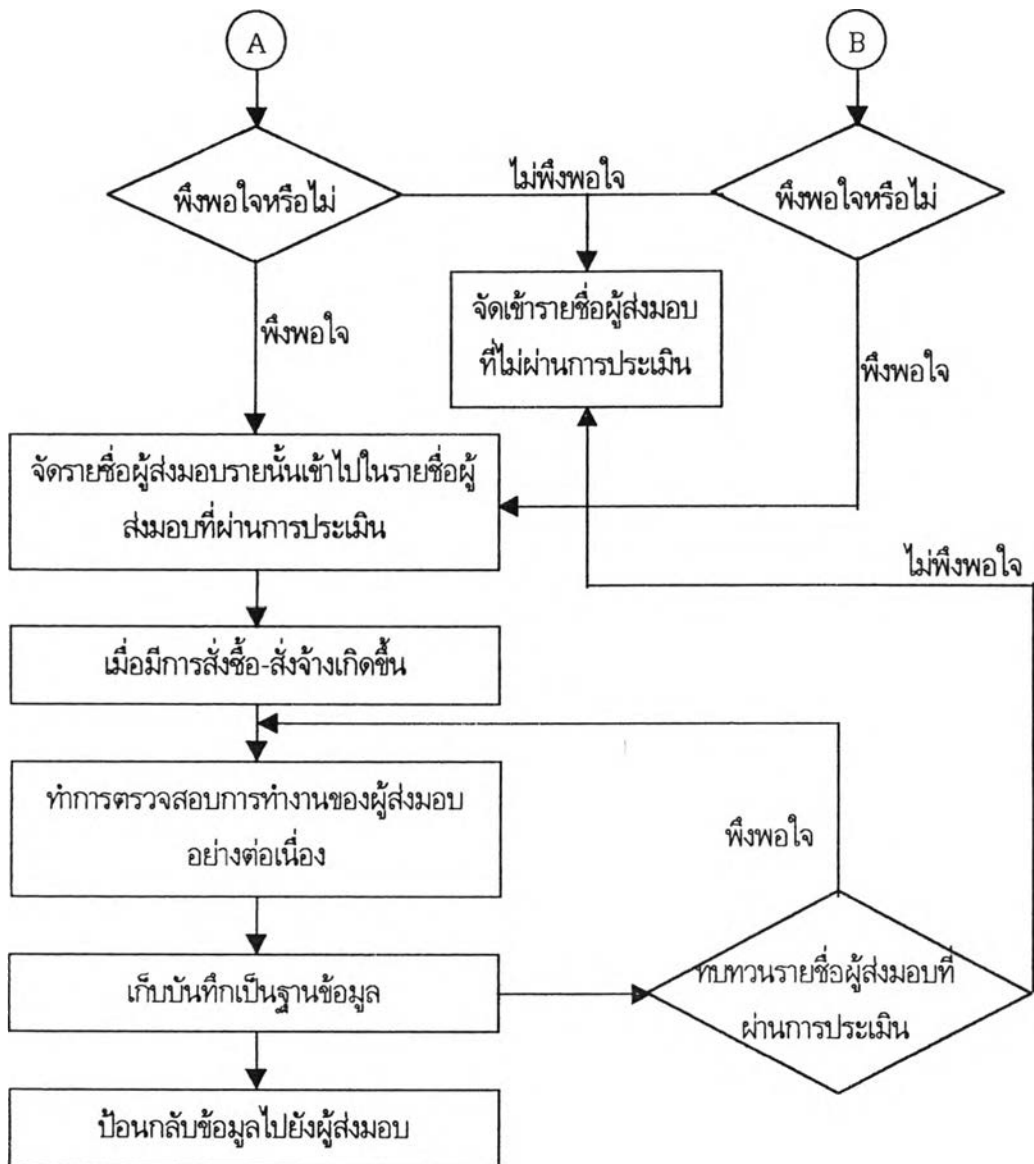 A
B
พึงพอใจหรือไม่
ไม่พึงพอใจ
พึงพอใจหรือไม่
จัดเข้ารายชื่อผู้ส่งมอบ
ที่ไม่ผ่านการประเมิน
พึงพอใจ
พึงพอใจ
จัดรายชื่อผู้ส่งมอบรายนั้นเข้าไปในรายชื่อผู้
ส่งมอบที่ผ่านการประเมิน
ไม่พึงพอใจ
เมื่อมีการสั่งซื้อ-สั่งจ้างเกิดขึ้น
ทำการตรวจสอบการทำงานของผู้ส่งมอบ
อย่างต่อเนื่อง
พึงพอใจ
เก็บบันทึกเป็นฐานข้อมูล
ทบทวนรายชื่อผู้ส่งมอบที่
ผ่านการประเมิน
ป้อนกลับข้อมูลไปยังผู้ส่งมอบ